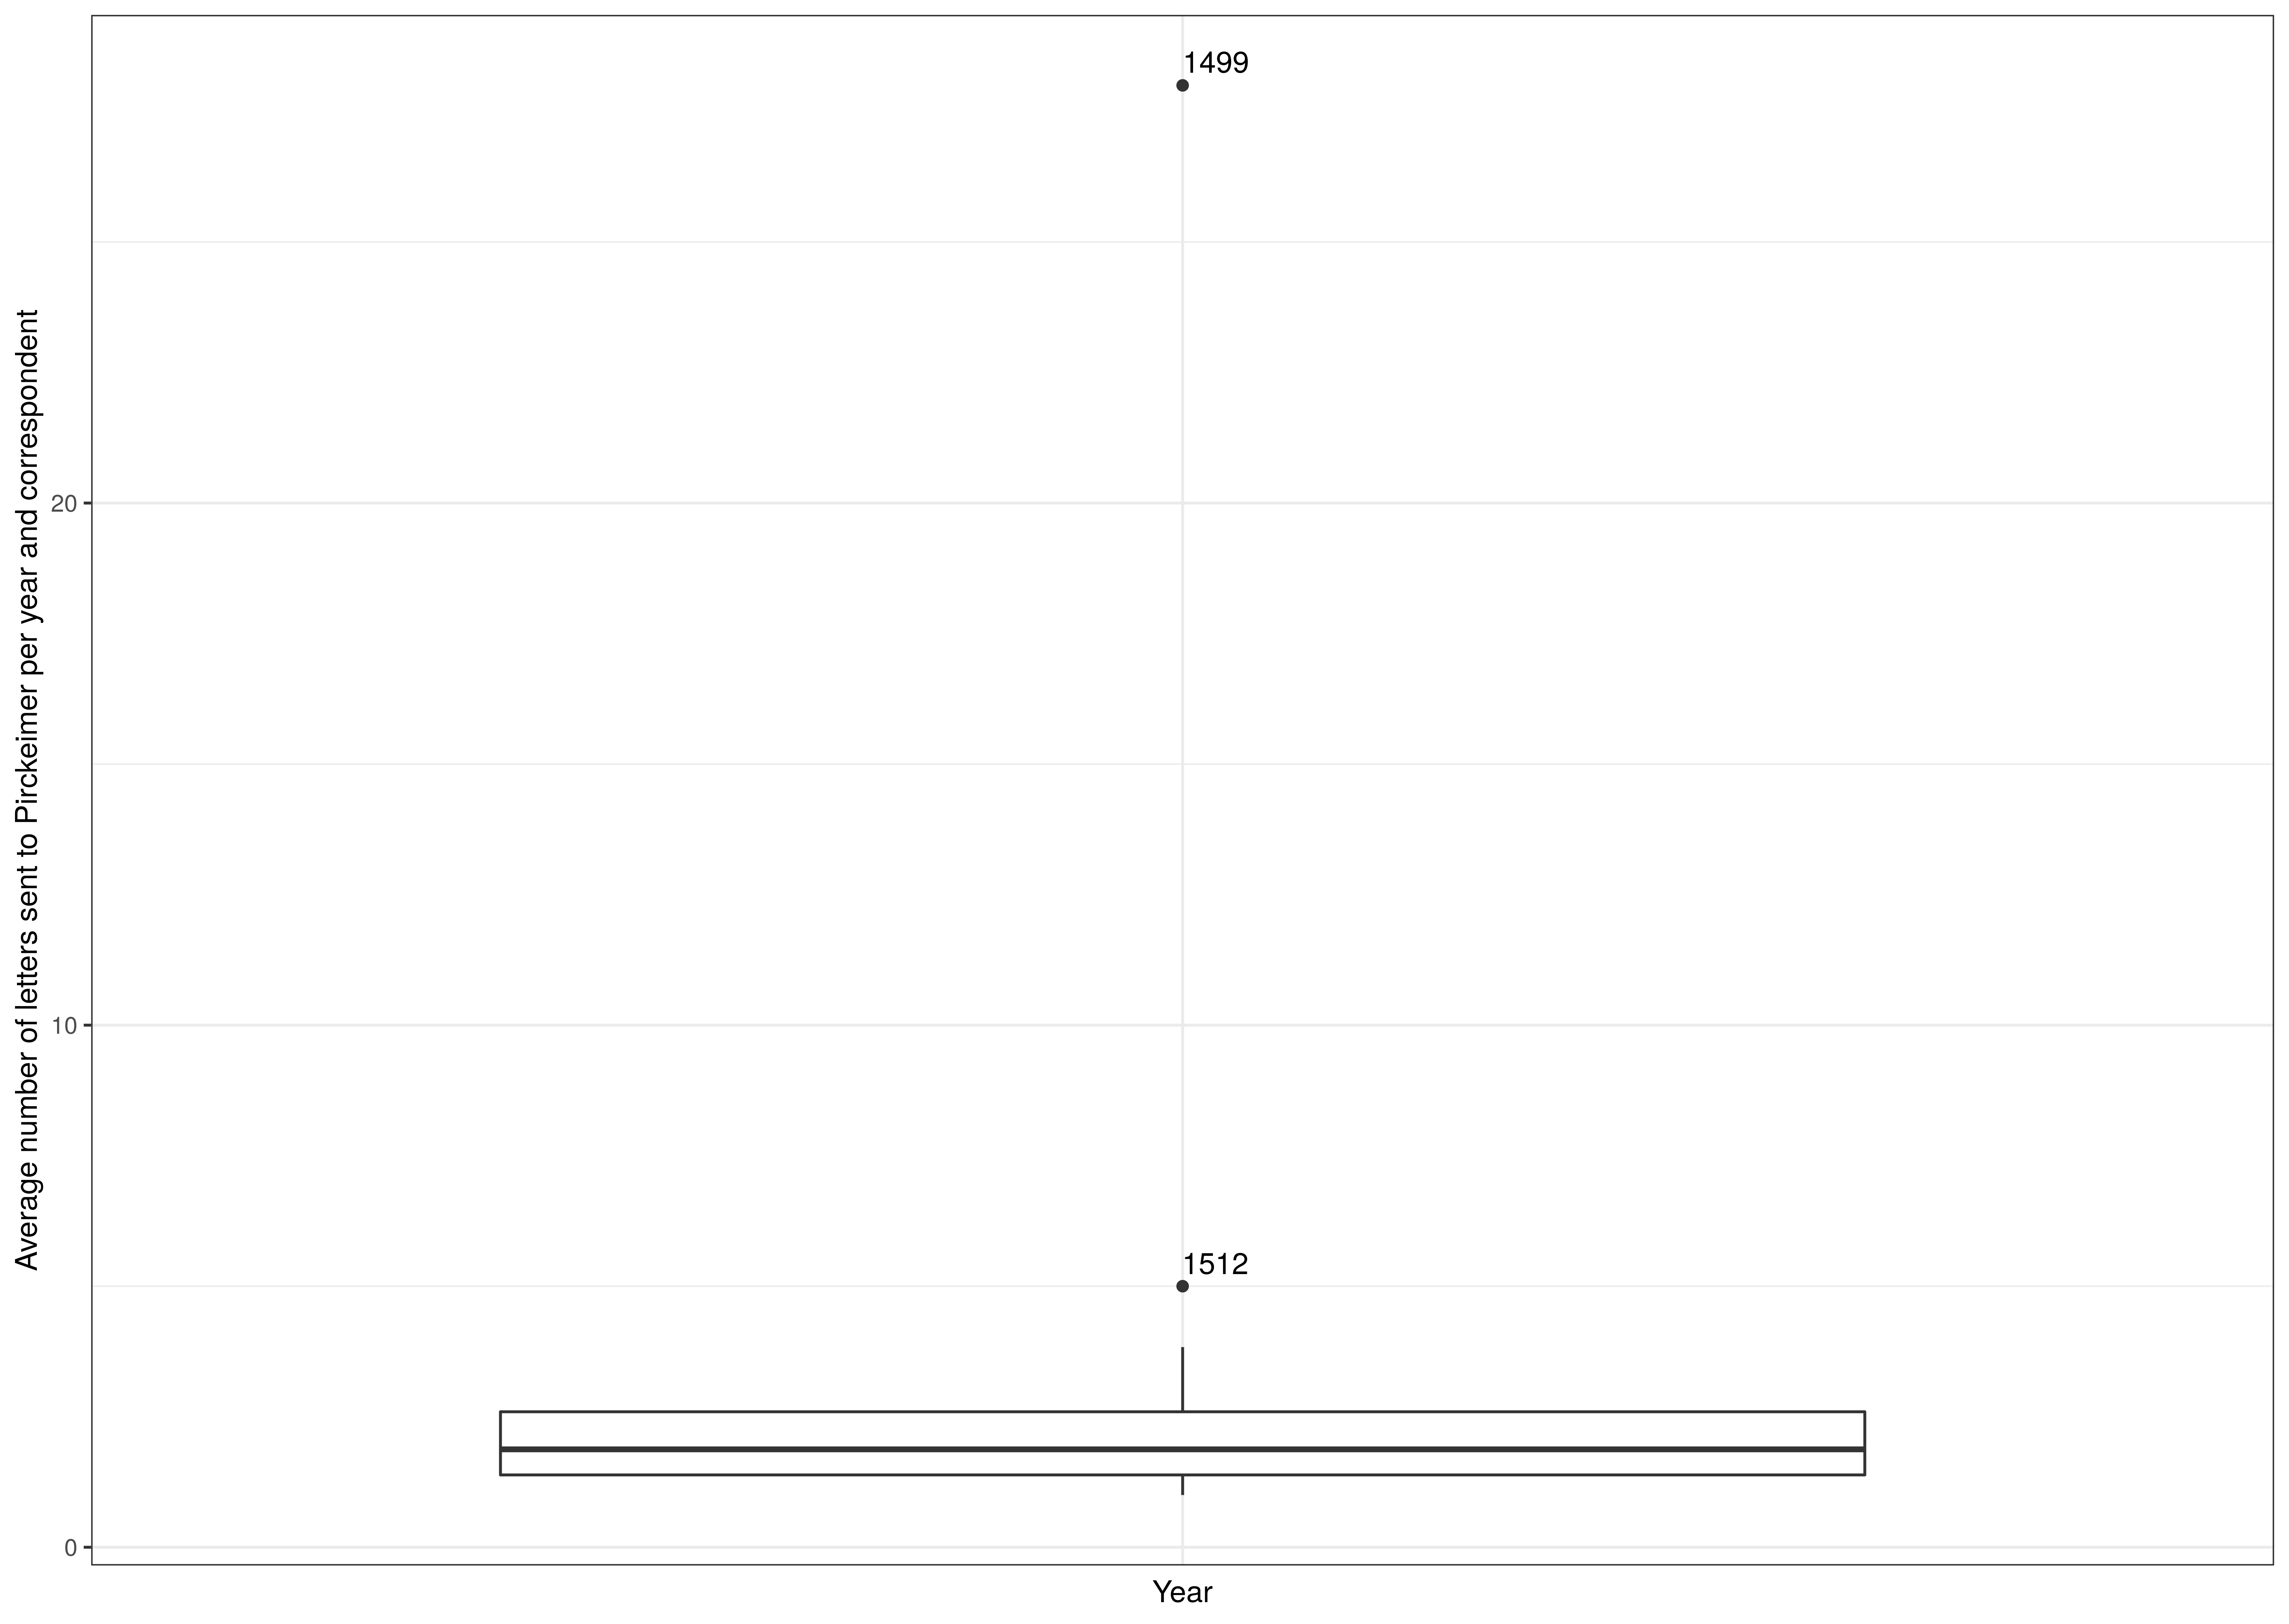 Average number of letters sent to Pirckeimer per year and correspondent
1499
20
10
1512
0
Year